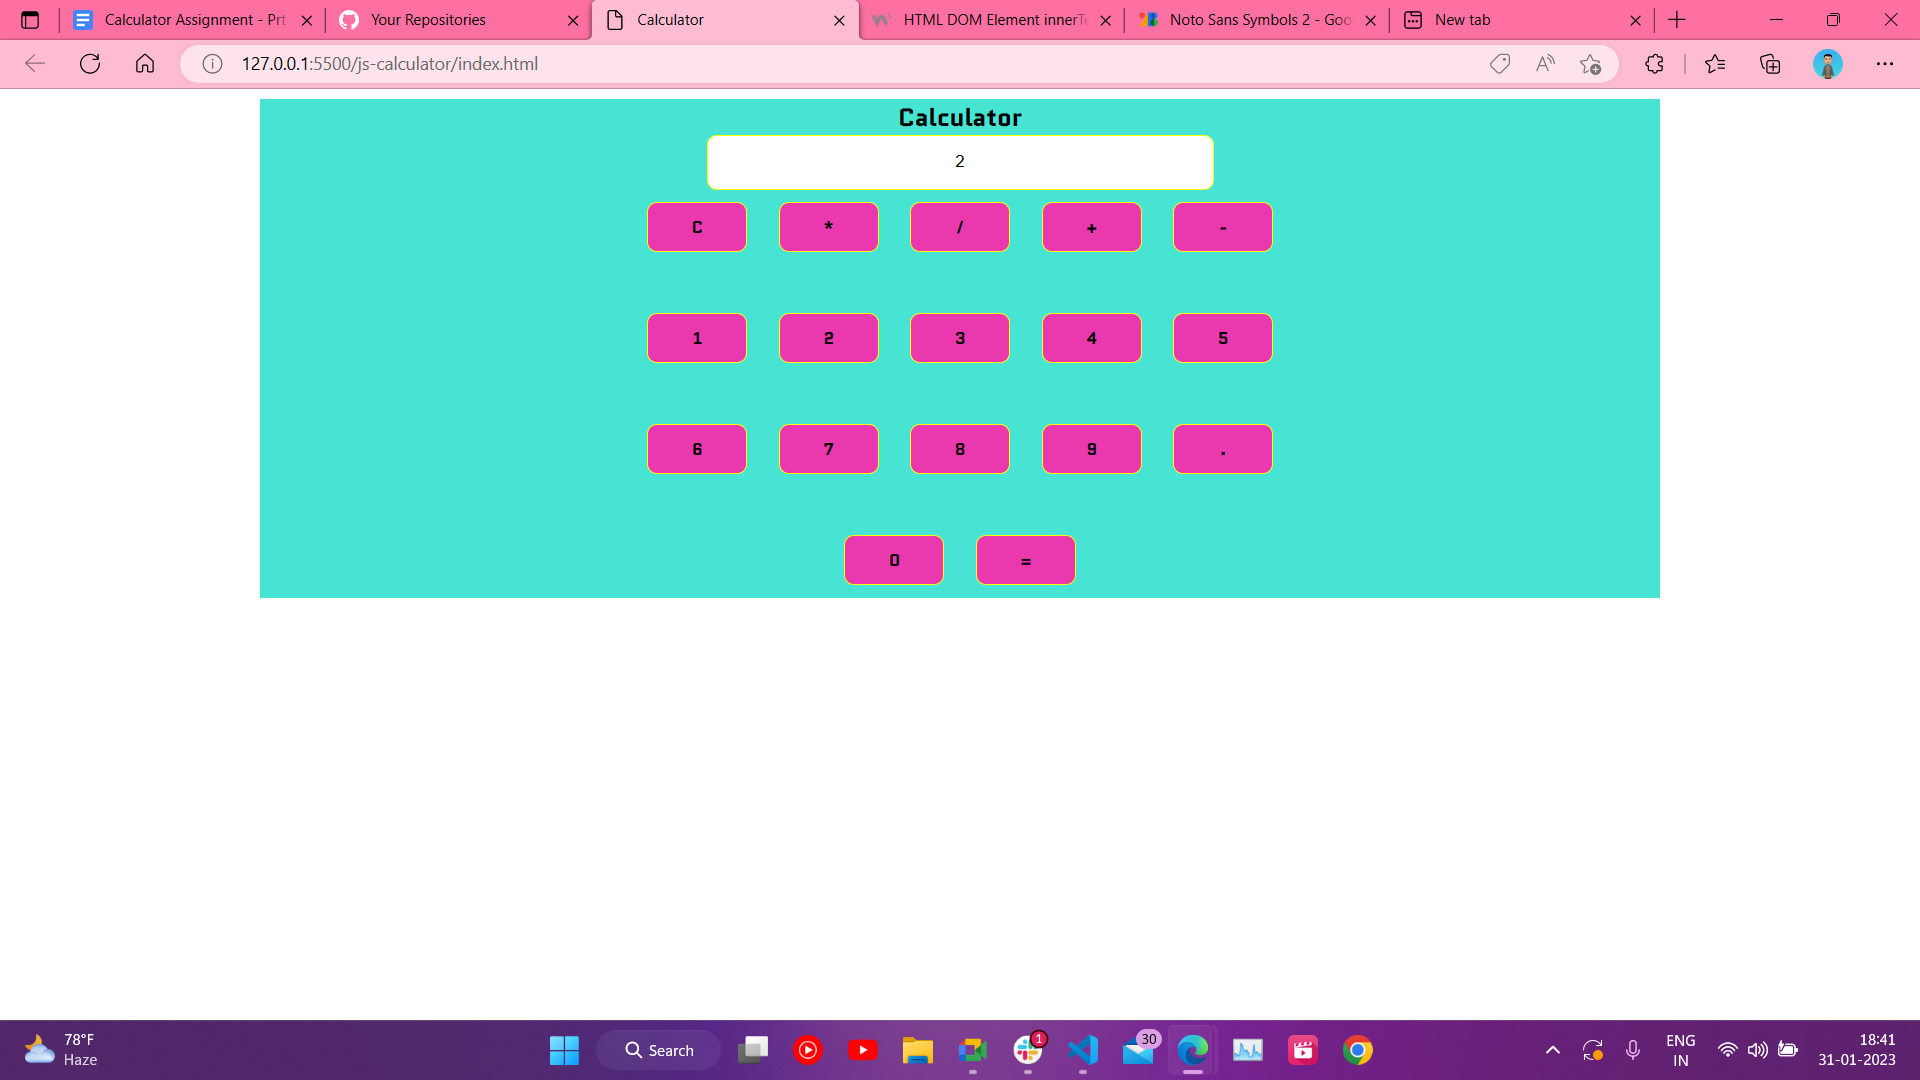 Calculator Assignment - Prt
Your Repositories
Calculator
HTML DOM Element innerTe
Noto Sans Symbols 2 - Goo
New tab
127.0.0.1:5500/js-calculator/index.html
Calculator
2
C * / + -
1 2 3 4 5
6 7 8 9 .
0 =
78°F
Haze
Search
1
30
ENG
IN
18:41
31-01-2023